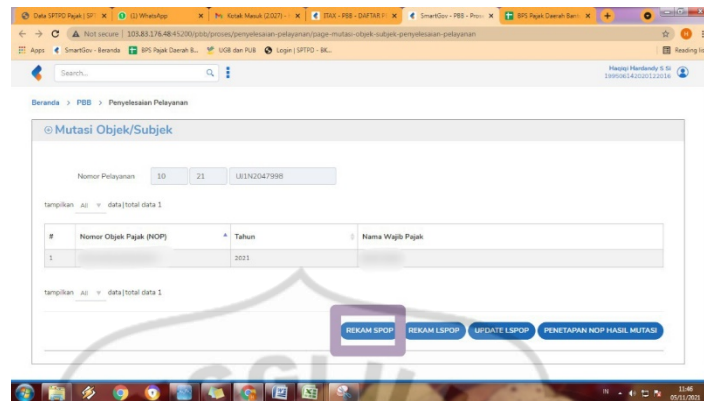 Data SPTPD Pajak | SPT
(1) WhatsApp
Kotak Masuk (2.027) -
ITAX - PBB - DAFTAR
SmartGov - PBB - Pros
BPS Pajak Daerah Bant
Not secure | 103.83.176.48:45200/pbb/proses/penyelesaian-pelayanan/page-mutasi-objek-subjek-penyelesaian-pelayanan
Apps
SmartGov - Beranda
BPS Pajak Daerah B...
UGB dan PUB
Login | SPTPD - BK...
Reading lis
Search...
Haqiqi Hardandy S Si
Beranda > PBB > Penyelesaian Pelayanan
Mutasi Objek/Subjek
Nomor Pelayanan 10 21 UI1N2047998
tampilkan All data|total data 1
# Nomor Objek Pajak (NOP) Tahun Nama Wajib Pajak
1 2021
tampilkan All data|total data 1
REKAM SPOP REKAM LSPOP UPDATE LSPOP PENETAPAN NOP HASIL MUTASI
IN 11:46
05/11/2021